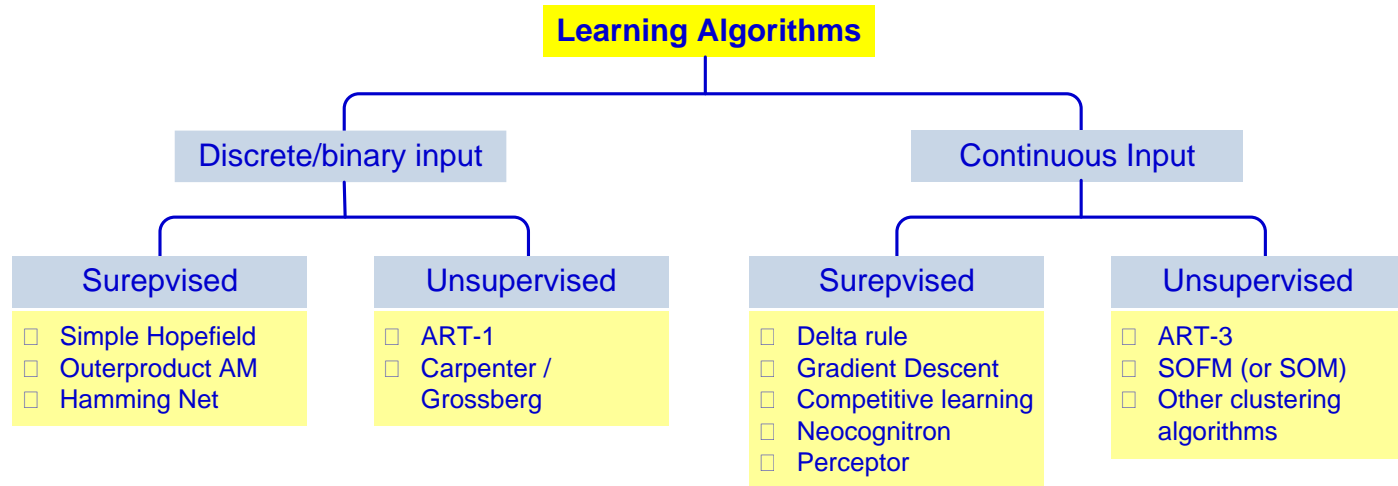 Learning Algorithms
Discrete/binary input
Continuous Input
Surepvised
Unsupervised
Surepvised
Unsupervised
Simple Hopefield
Outerproduct AM
Hamming Net
ART-1
Carpenter /
Grossberg
Delta rule
Gradient Descent
Competitive learning
Neocognitron
Perceptor
ART-3
SOFM (or SOM)
Other clustering
algorithms